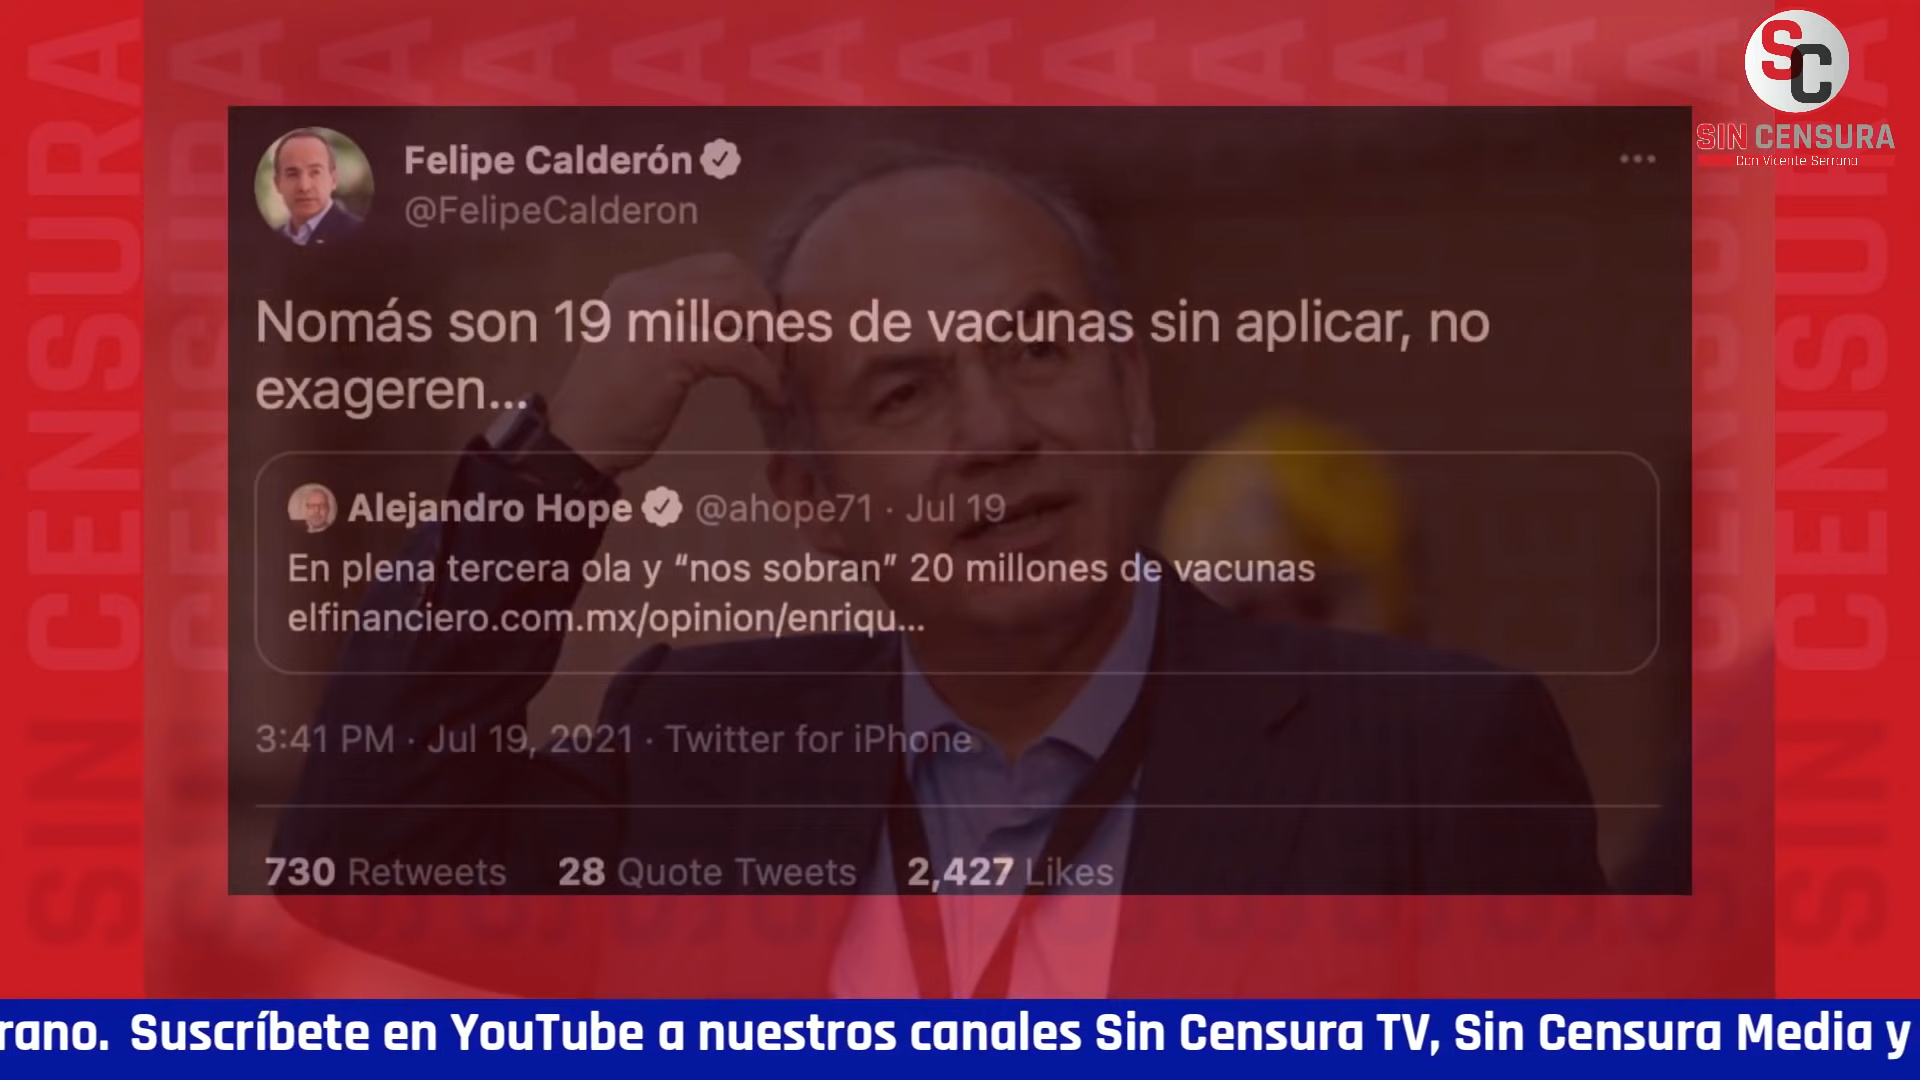 SC
SIN CENSURA
Con Vicente Serrano
SIN CENSURA
SIN CENSURA
Felipe Calderón
@FelipeCalderon
Nomás son 19 millones de vacunas sin aplicar, no
exageren...
Alejandro Hope @ahope71 · Jul 19
En plena tercera ola y “nos sobran” 20 millones de vacunas
elfinanciero.com.mx/opinion/enriqu...
3:41 PM · Jul 19, 2021 · Twitter for iPhone
730 Retweets 28 Quote Tweets 2,427 Likes
rano. Suscríbete en YouTube a nuestros canales Sin Censura TV, Sin Censura Media y